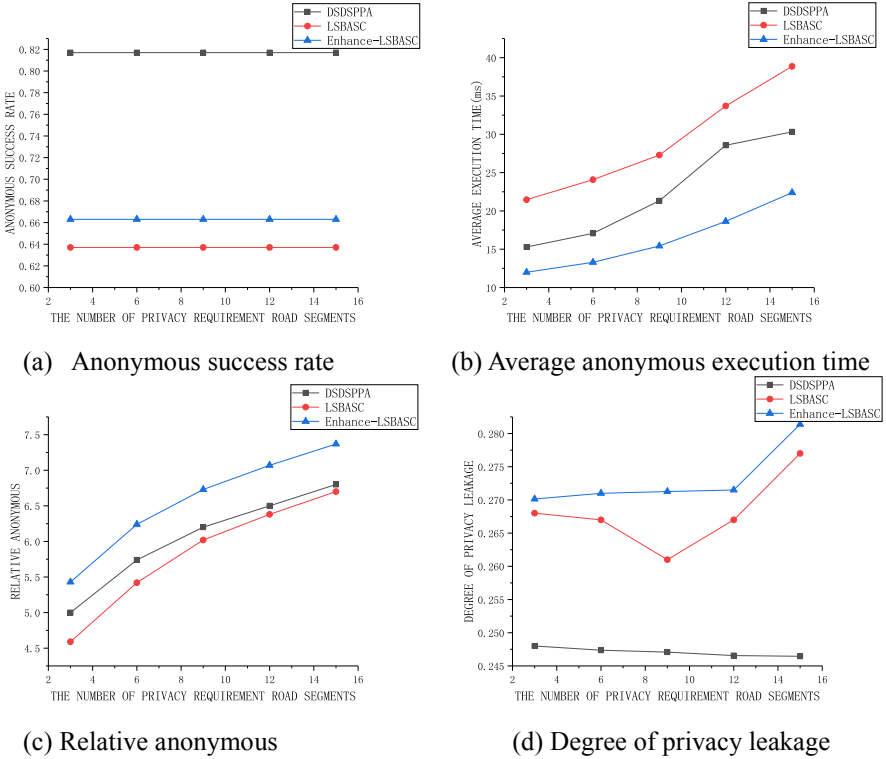 DSDSPPA
LSBASC
Enhance-LSBASC
ANONYMOUS SUCCESS RATE
0.82
0.80
0.78
0.76
0.74
0.72
0.70
0.68
0.66
0.64
0.62
0.60
2 4 6 8 10 12 14 16
THE NUMBER OF PRIVACY REQUIREMENT ROAD SEGMENTS
(a) Anonymous success rate
DSDSPPA
LSBASC
Enhance-LSBASC
AVERAGE EXECUTION TIME(ms)
40
35
30
25
20
15
10
2 4 6 8 10 12 14 16
THE NUMBER OF PRIVACY REQUIREMENT ROAD SEGMENTS
(b) Average anonymous execution time
DSDSPPA
LSBASC
Enhance-LSBASC
RELATIVE ANONYMOUS
7.5
7.0
6.5
6.0
5.5
5.0
4.5
2 4 6 8 10 12 14 16
THE NUMBER OF PRIVACY REQUIREMENT ROAD SEGMENTS
(c) Relative anonymous
DSDSPPA
LSBASC
Enhance-LSBASC
DEGREE OF PRIVACY LEAKAGE
0.280
0.275
0.270
0.265
0.260
0.255
0.250
0.245
2 4 6 8 10 12 14 16
THE NUMBER OF PRIVACY REQUIREMENT ROAD SEGMENTS
(d) Degree of privacy leakage